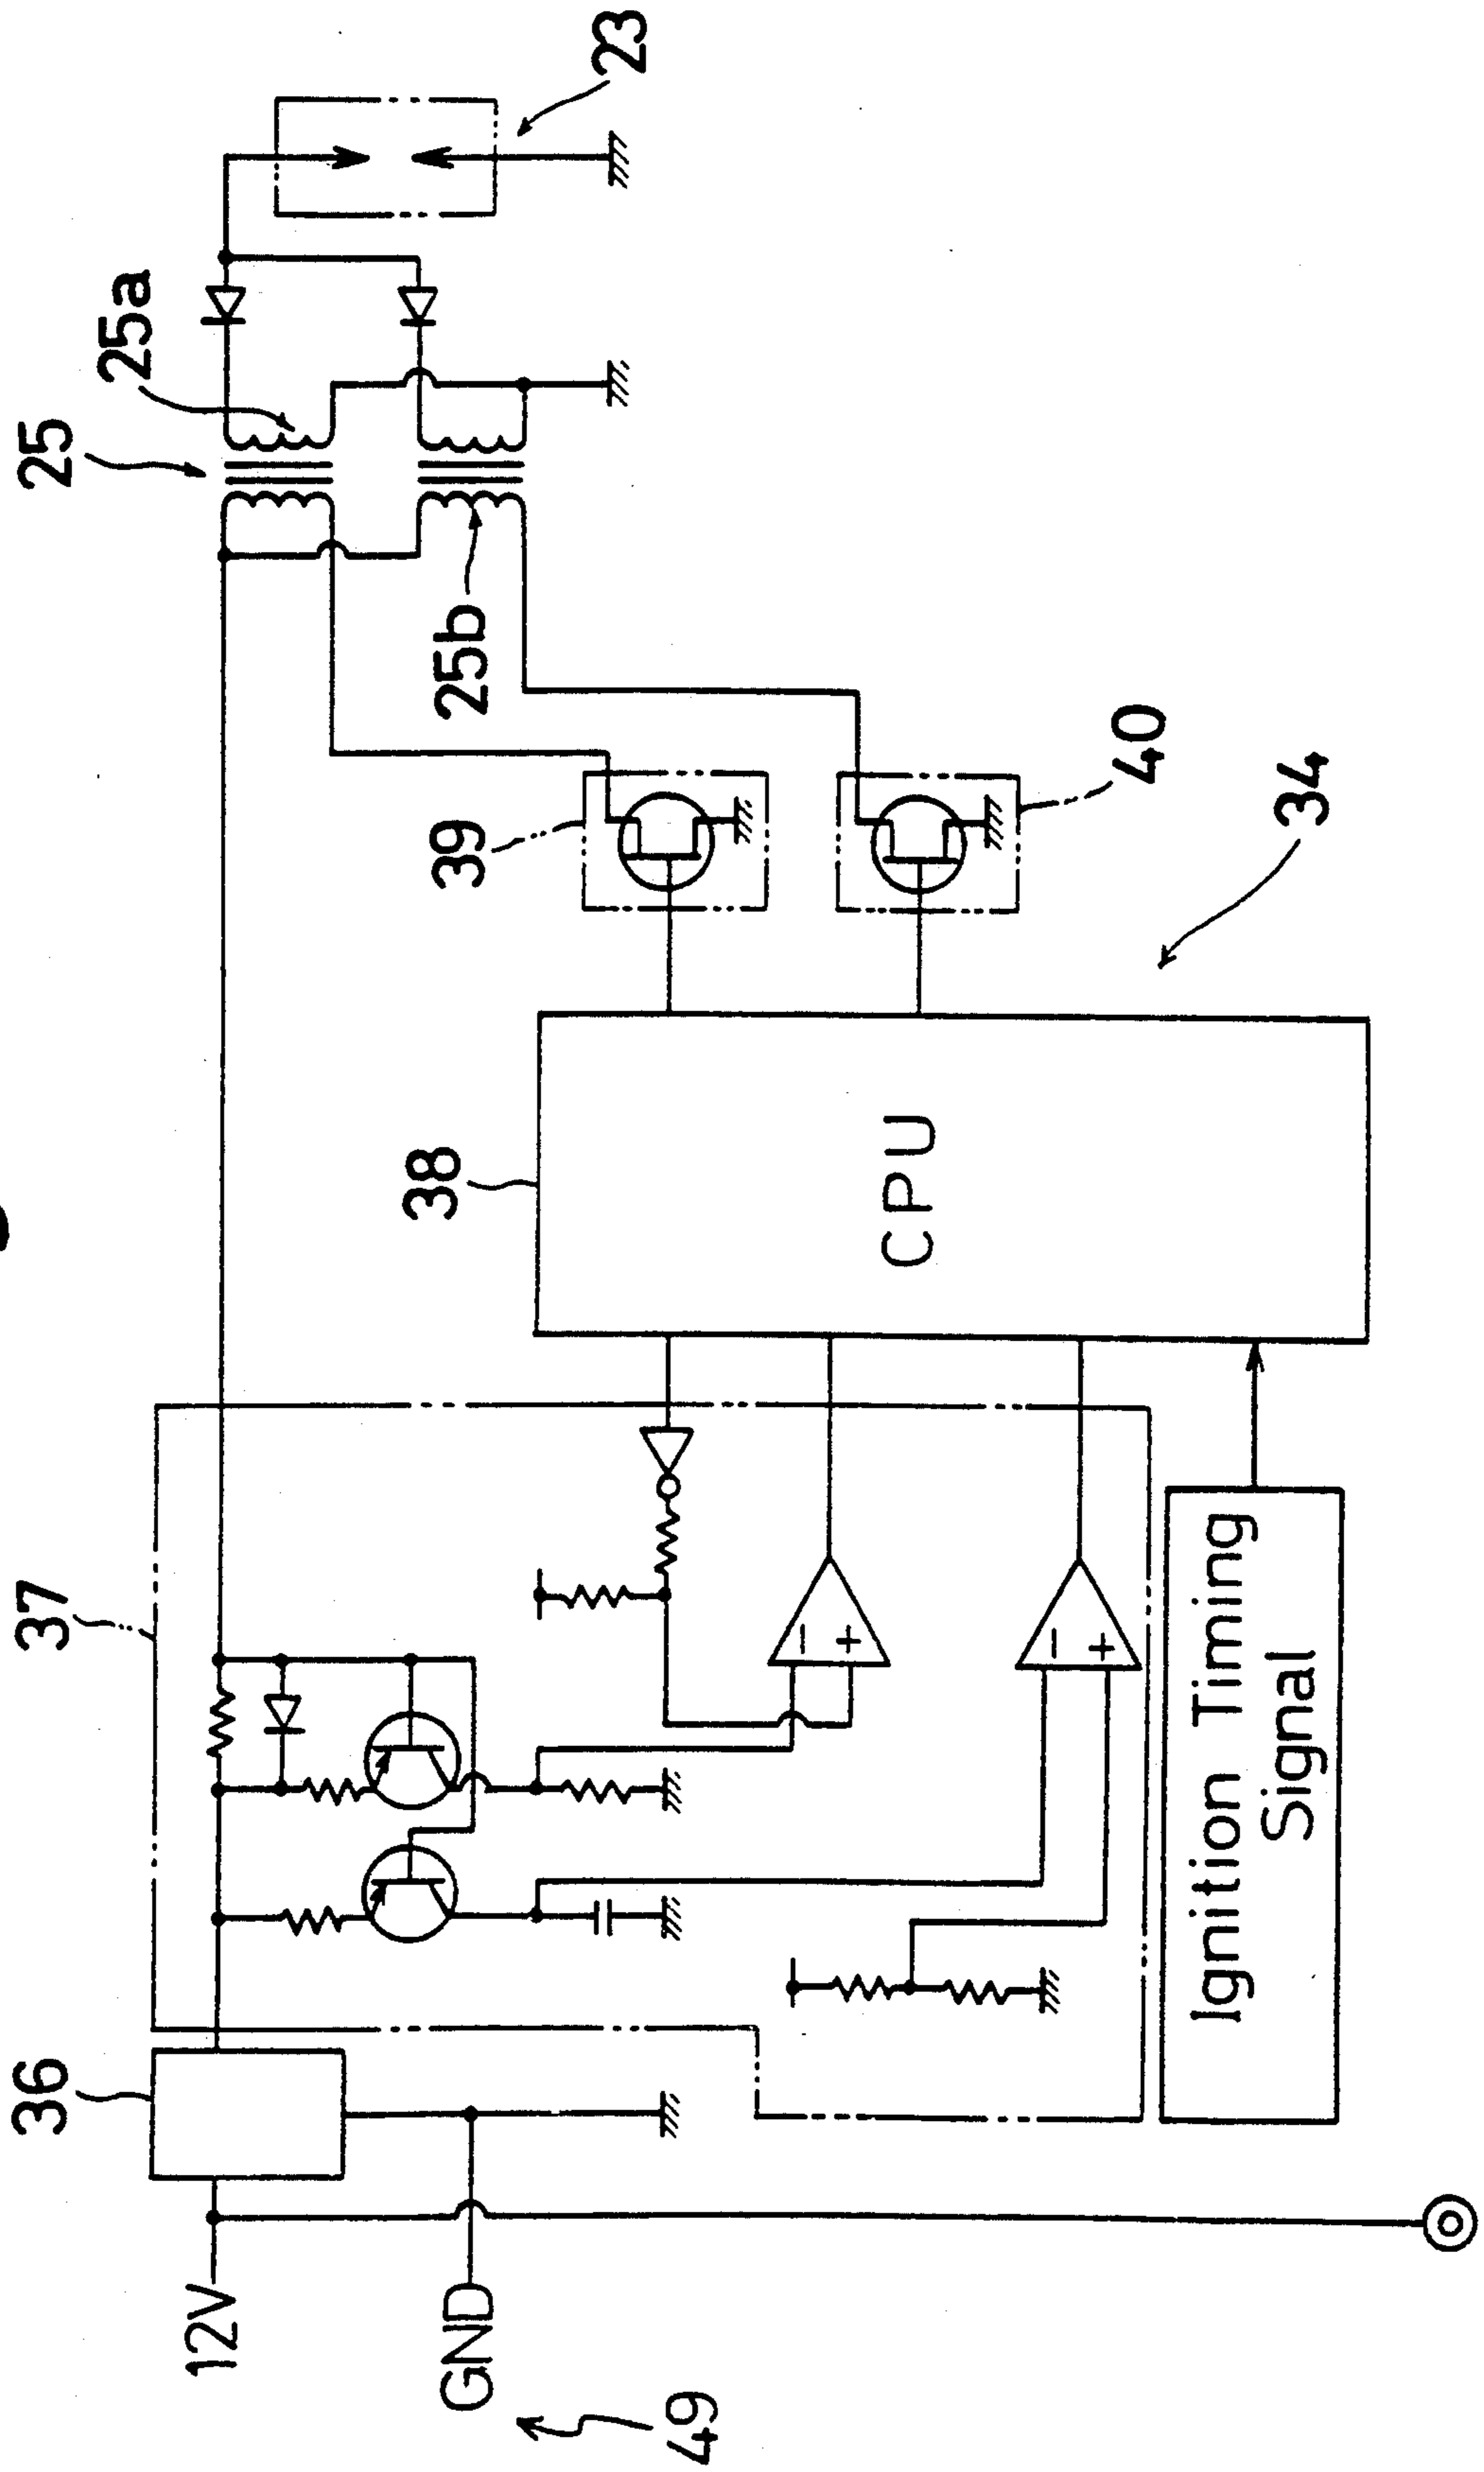 25
25a
23
25b
39
40
34
38
CPU
37
36
12V
GND
49
Ignition Timing
Signal
- +
- +